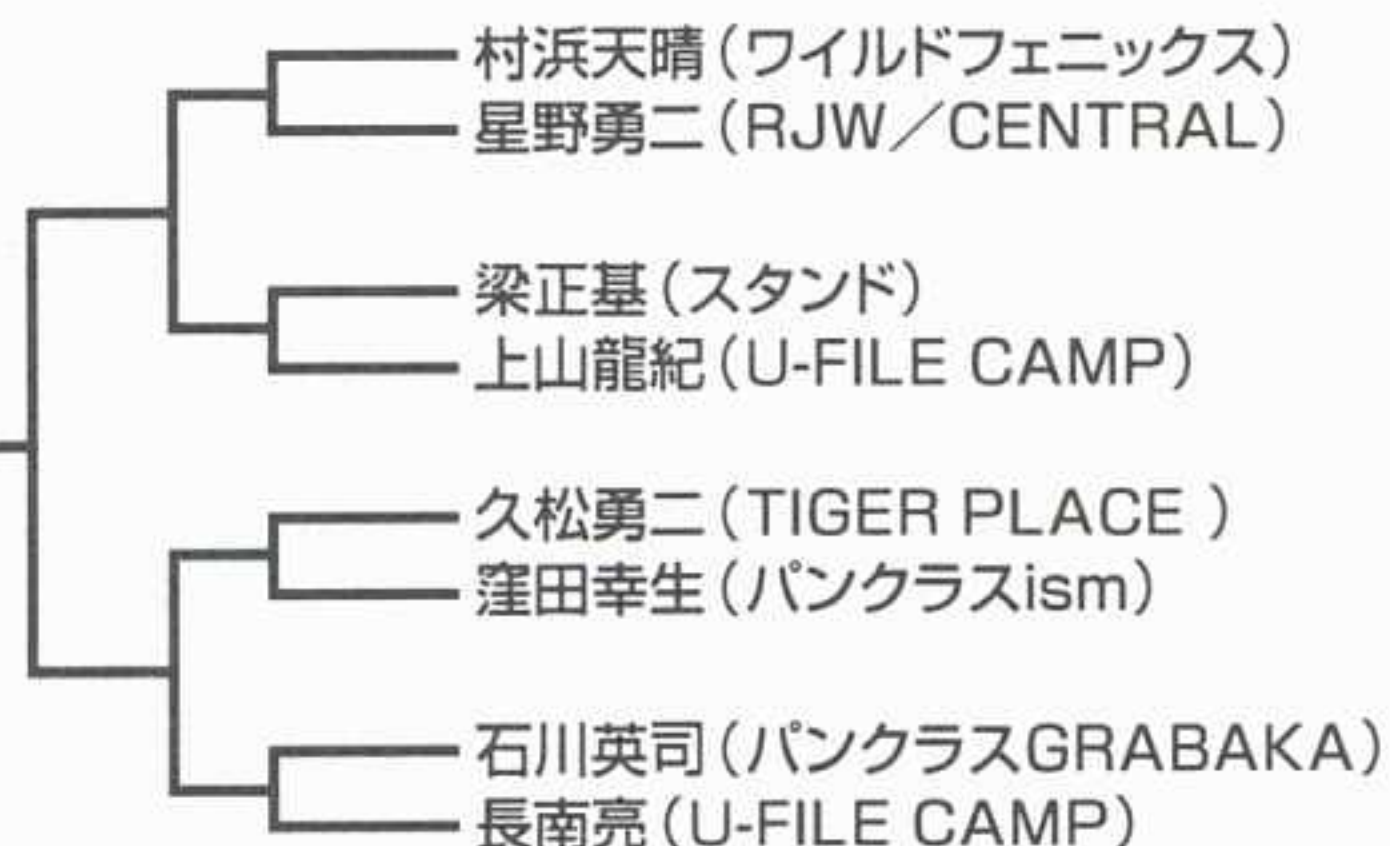 村浜天晴（ワイルドフェニックス）
星野勇二（RJW／CENTRAL）
梁正基（スタンド）
上山龍紀（U-FILE CAMP）
久松勇二（TIGER PLACE ）
窪田幸生（パンクラスism）
石川英司（パンクラスGRABAKA）
長南亮（U-FILE CAMP）